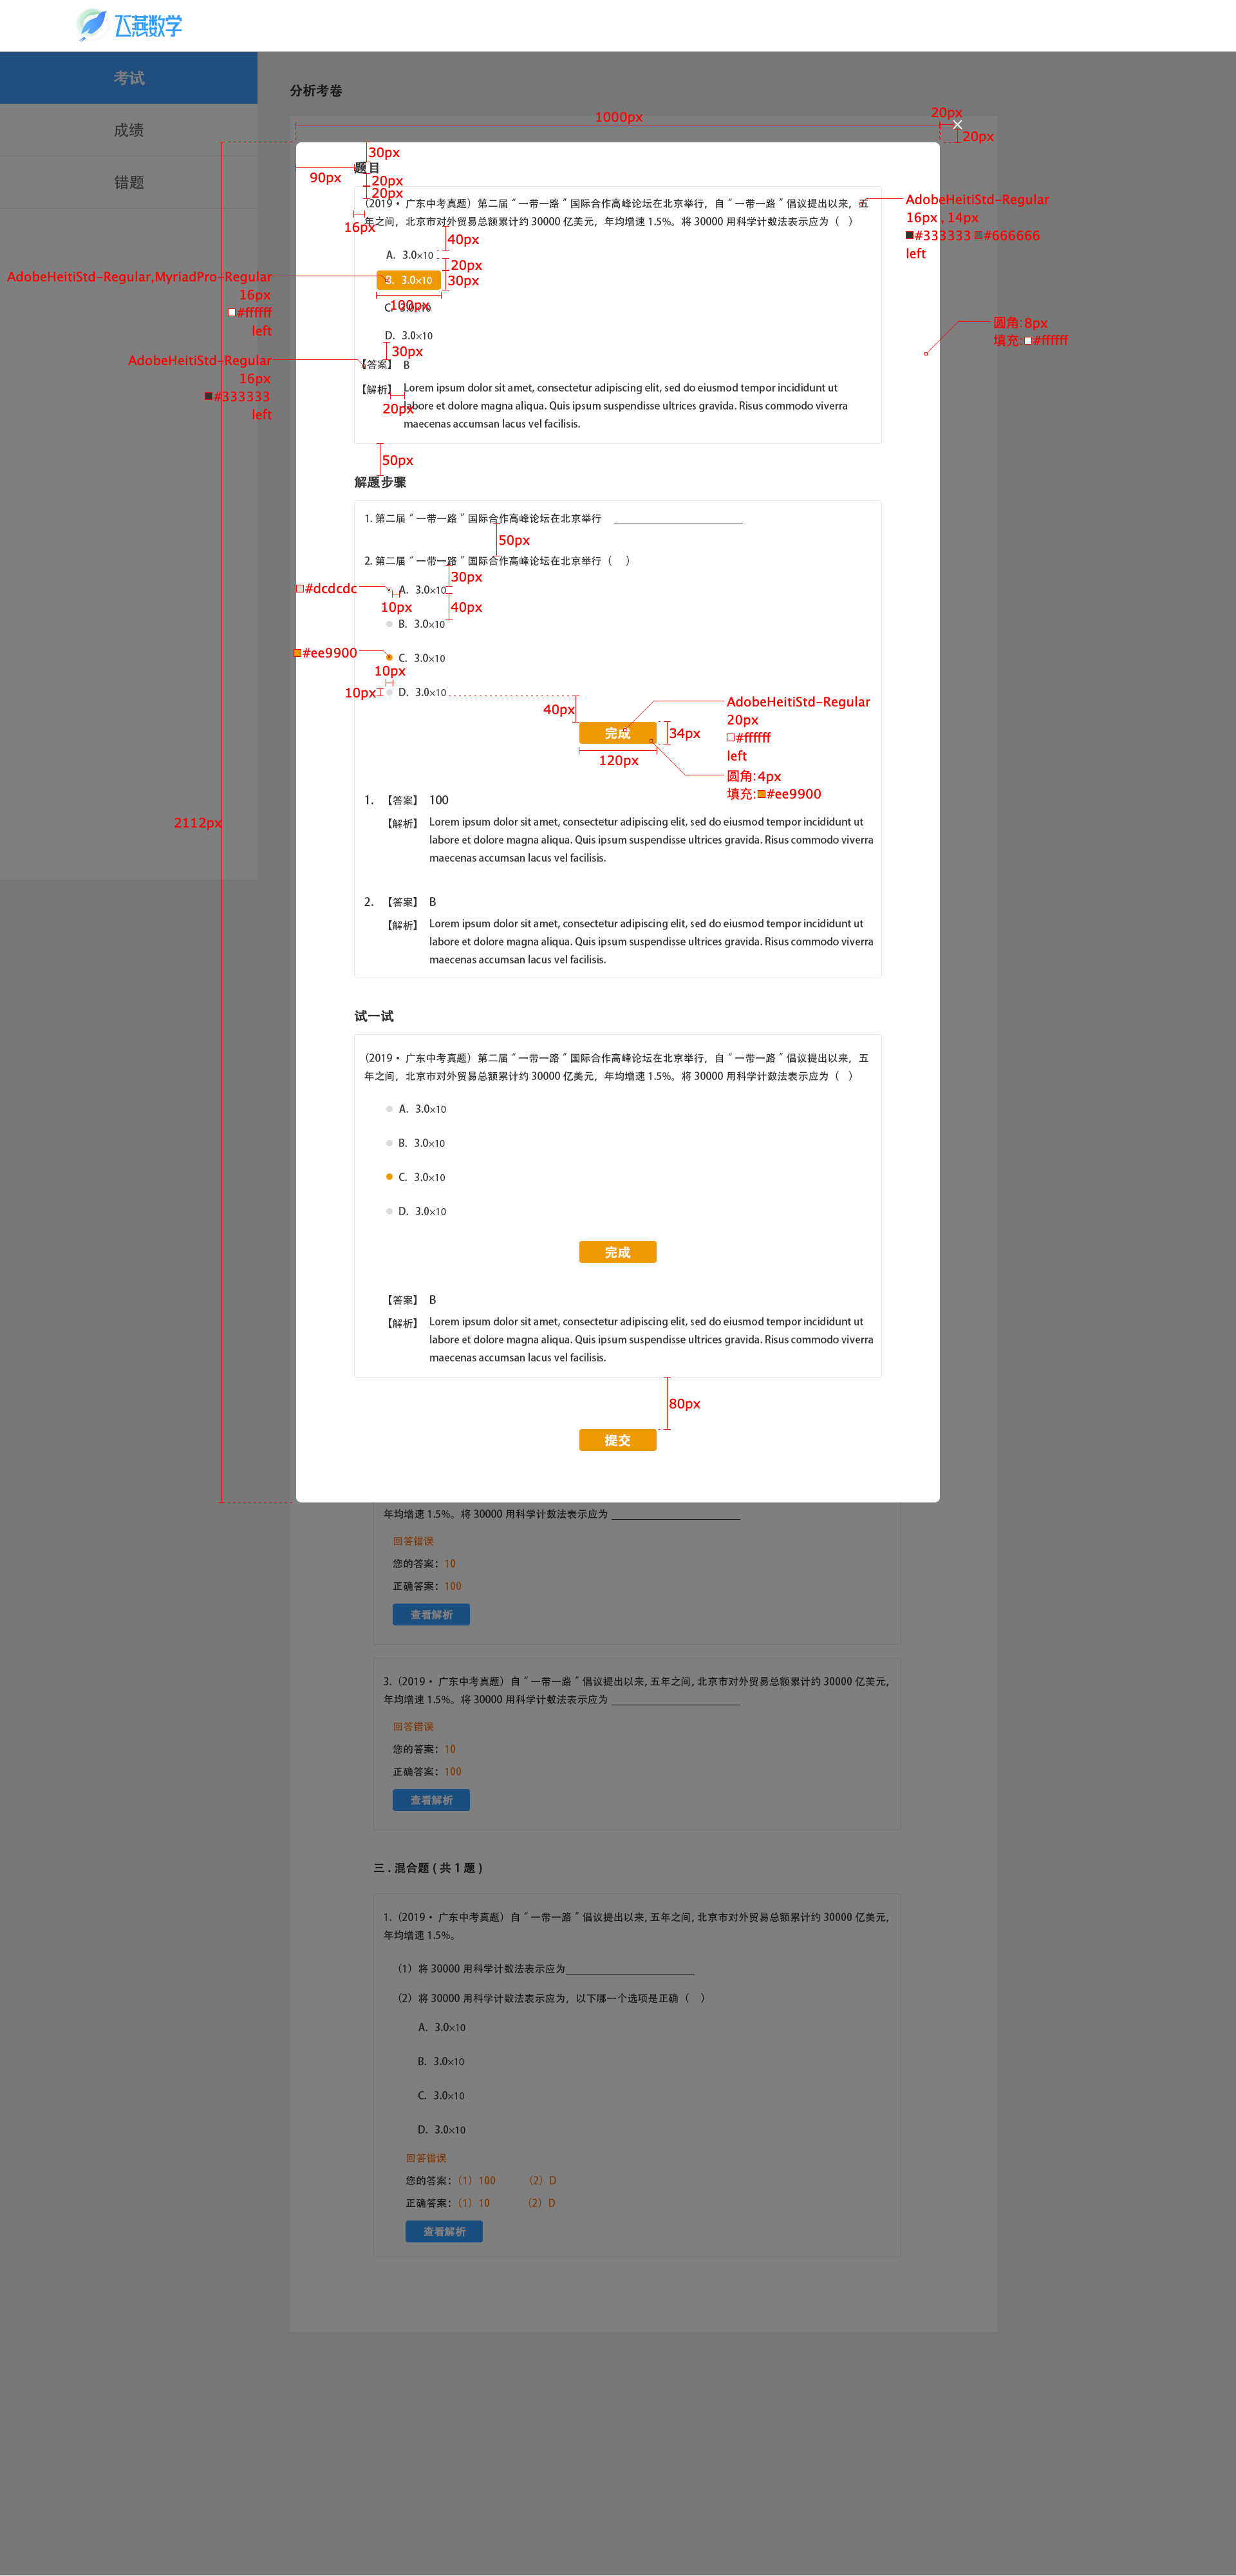 飞燕数学
考试
成绩
错题
分析考卷
1000px
20px
20px
30px
题目
90px
20px
20px
(2019· 广东中考真题）第二届“一带一路”国际合作高峰论坛在北京举行，自“一带一路”倡议提出以来，五
年之间，北京市对外贸易总额累计约 30000 亿美元，年均增速 1.5%。将 30000 用科学计数法表示应为（ ）
16px
AdobeHeitiStd-Regular
16px , 14px
#333333 #666666
left
40px
A. 3.0×10
20px
AdobeHeitiStd-Regular,MyriadPro-Regular
16px
#ffffff
left
B. 3.0×10
30px
100px
C. 3.0×10
圆角:8px
填充:#ffffff
D. 3.0×10
30px
AdobeHeitiStd-Regular
16px
#333333
left
【答案】 B
【解析】 Lorem ipsum dolor sit amet, consectetur adipiscing elit, sed do eiusmod tempor incididunt ut
labore et dolore magna aliqua. Quis ipsum suspendisse ultrices gravida. Risus commodo viverra
maecenas accumsan lacus vel facilisis.
20px
50px
解题步骤
1. 第二届“一带一路”国际合作高峰论坛在北京举行 ____
50px
2. 第二届“一带一路”国际合作高峰论坛在北京举行（ ）
30px
#dcdcdc
A. 3.0×10
10px
40px
B. 3.0×10
#ee9900
C. 3.0×10
10px
10px
D. 3.0×10
40px
完成
34px
120px
AdobeHeitiStd-Regular
20px
#ffffff
left
圆角:4px
填充:#ee9900
1. 【答案】 100
【解析】 Lorem ipsum dolor sit amet, consectetur adipiscing elit, sed do eiusmod tempor incididunt ut
labore et dolore magna aliqua. Quis ipsum suspendisse ultrices gravida. Risus commodo viverra
maecenas accumsan lacus vel facilisis.
2112px
2. 【答案】 B
【解析】 Lorem ipsum dolor sit amet, consectetur adipiscing elit, sed do eiusmod tempor incididunt ut
labore et dolore magna aliqua. Quis ipsum suspendisse ultrices gravida. Risus commodo viverra
maecenas accumsan lacus vel facilisis.
试一试
(2019· 广东中考真题）第二届“一带一路”国际合作高峰论坛在北京举行，自“一带一路”倡议提出以来，五
年之间，北京市对外贸易总额累计约 30000 亿美元，年均增速 1.5%。将 30000 用科学计数法表示应为（ ）
A. 3.0×10
B. 3.0×10
C. 3.0×10
D. 3.0×10
完成
【答案】 B
【解析】 Lorem ipsum dolor sit amet, consectetur adipiscing elit, sed do eiusmod tempor incididunt ut
labore et dolore magna aliqua. Quis ipsum suspendisse ultrices gravida. Risus commodo viverra
maecenas accumsan lacus vel facilisis.
80px
提交
年均增速 1.5%。将 30000 用科学计数法表示应为 ____
回答错误
您的答案：10
正确答案：100
查看解析
3.（2019· 广东中考真题）自“一带一路”倡议提出以来, 五年之间, 北京市对外贸易总额累计约 30000 亿美元,
年均增速 1.5%。将 30000 用科学计数法表示应为 ____
回答错误
您的答案：10
正确答案：100
查看解析
三 . 混合题 ( 共 1 题 )
1.（2019· 广东中考真题）自“一带一路”倡议提出以来, 五年之间, 北京市对外贸易总额累计约 30000 亿美元,
年均增速 1.5%。
（1）将 30000 用科学计数法表示应为____
（2）将 30000 用科学计数法表示应为，以下哪一个选项是正确（ ）
A. 3.0×10
B. 3.0×10
C. 3.0×10
D. 3.0×10
回答错误
您的答案：（1）100 （2）D
正确答案：（1）10 （2）D
查看解析